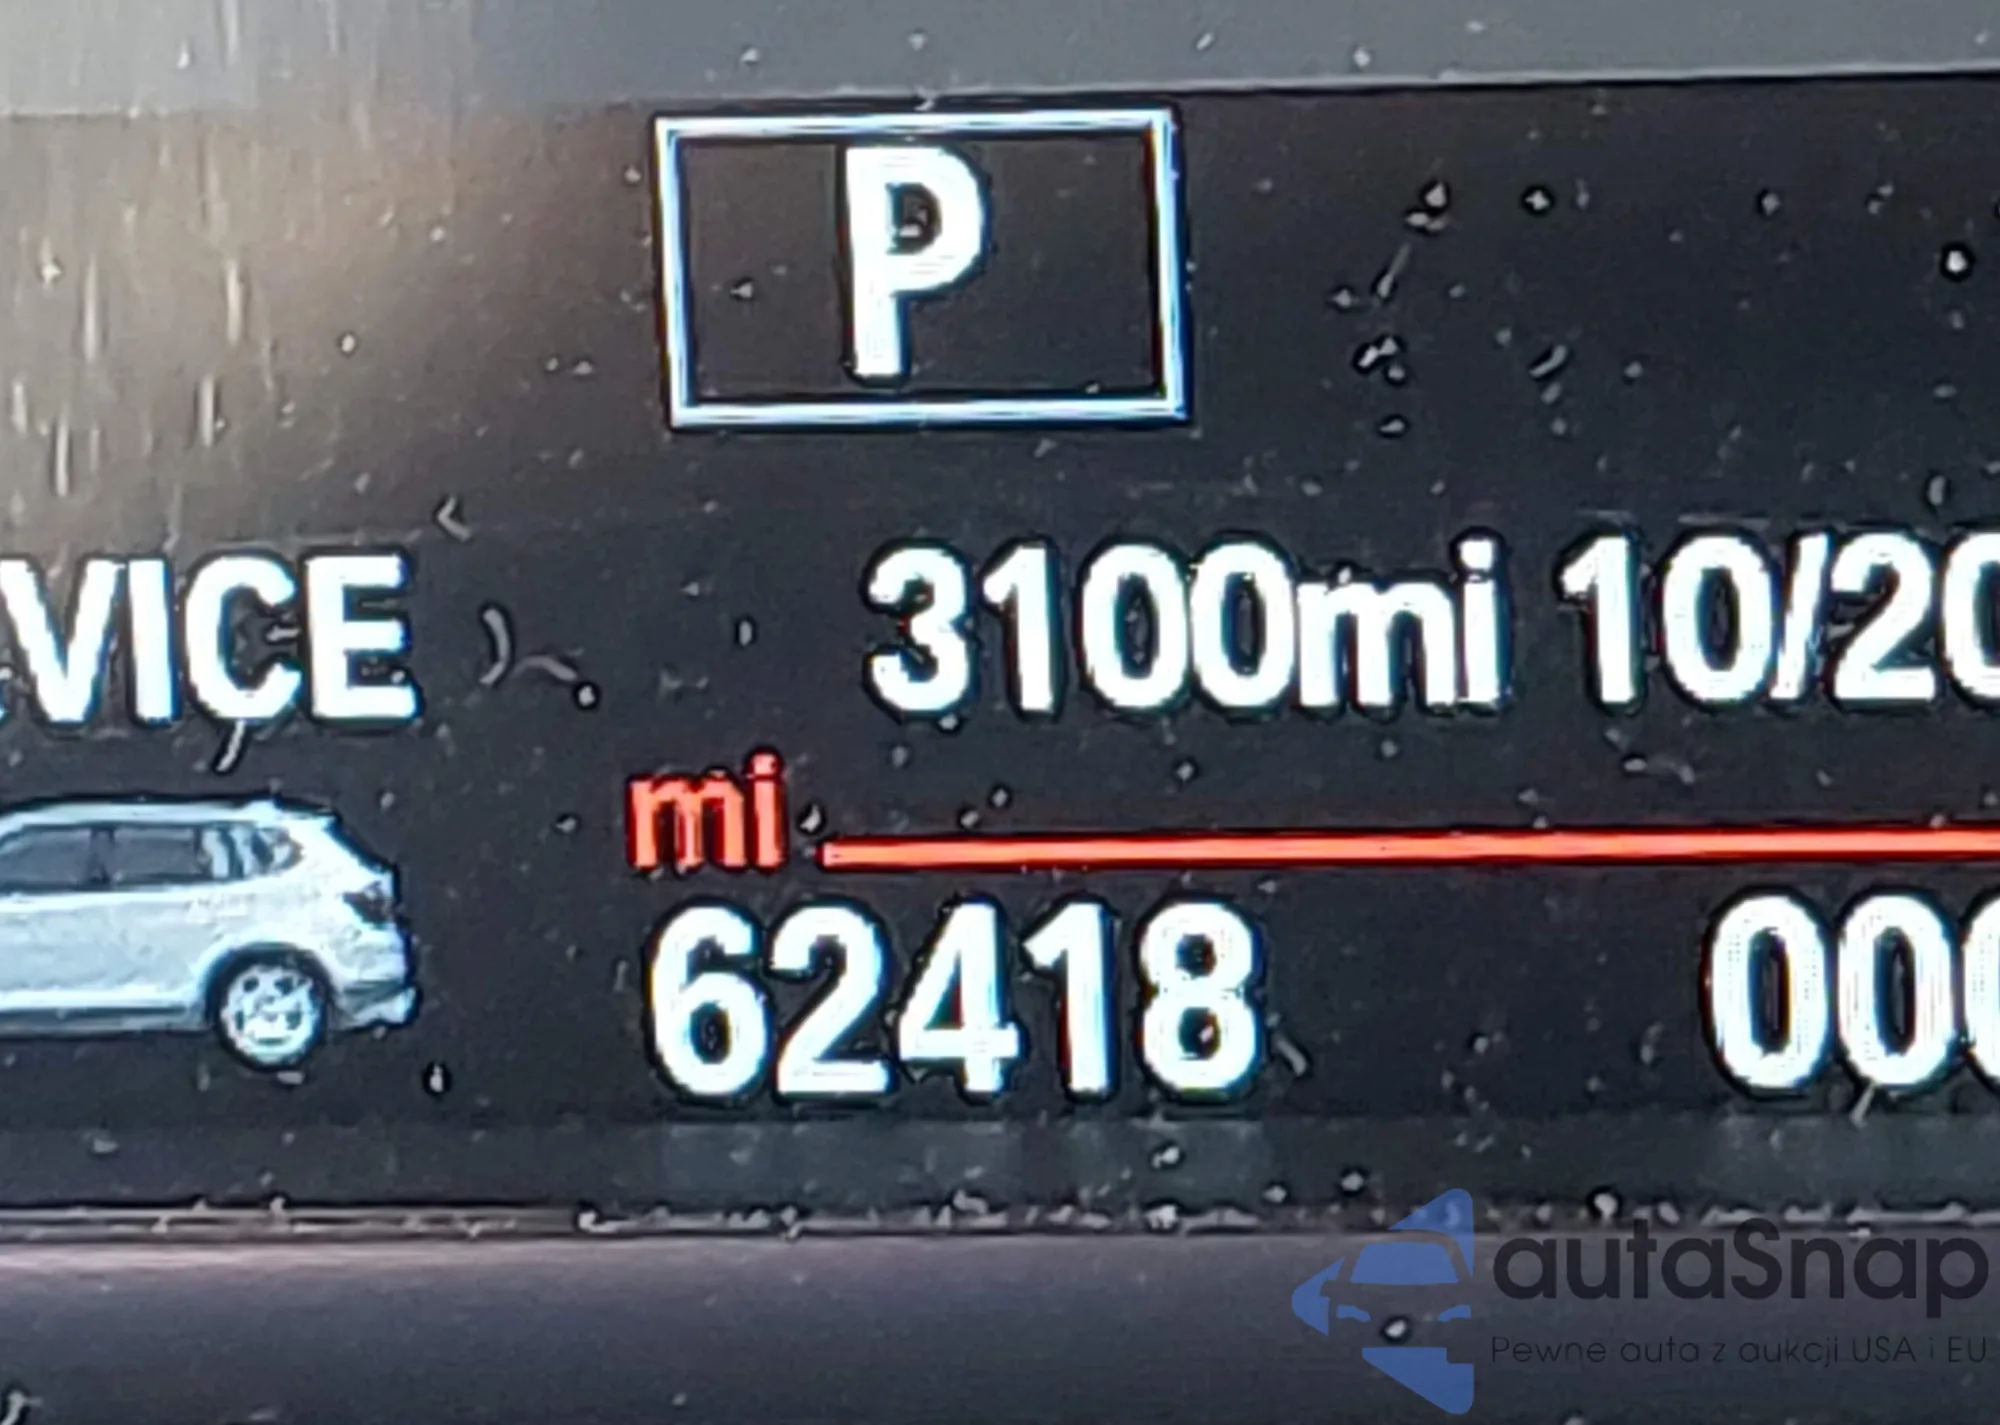 P
VICE 3100mi 10/20
mi
62418 000
autaSnap
Pewne auta z aukcji USA i EU